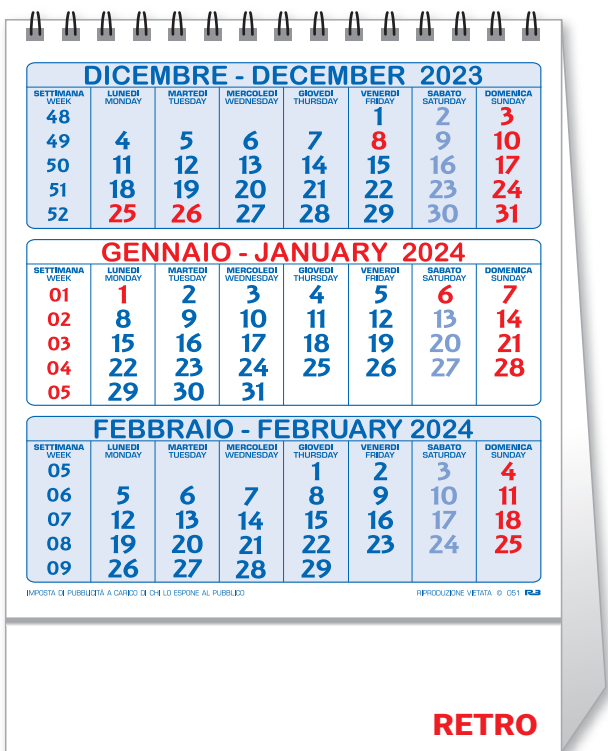 DICEMBRE - DECEMBER 2023
SETTIMANA LUNEDÌ MARTEDÌ MERCOLEDÌ GIOVEDÌ VENERDÌ SABATO DOMENICA
WEEK MONDAY TUESDAY WEDNESDAY THURSDAY FRIDAY SATURDAY SUNDAY
48 1 2 3
49 4 5 6 7 8 9 10
50 11 12 13 14 15 16 17
51 18 19 20 21 22 23 24
52 25 26 27 28 29 30 31
GENNAIO - JANUARY 2024
SETTIMANA LUNEDÌ MARTEDÌ MERCOLEDÌ GIOVEDÌ VENERDÌ SABATO DOMENICA
WEEK MONDAY TUESDAY WEDNESDAY THURSDAY FRIDAY SATURDAY SUNDAY
01 1 2 3 4 5 6 7
02 8 9 10 11 12 13 14
03 15 16 17 18 19 20 21
04 22 23 24 25 26 27 28
05 29 30 31
FEBBRAIO - FEBRUARY 2024
SETTIMANA LUNEDÌ MARTEDÌ MERCOLEDÌ GIOVEDÌ VENERDÌ SABATO DOMENICA
WEEK MONDAY TUESDAY WEDNESDAY THURSDAY FRIDAY SATURDAY SUNDAY
05 1 2 3 4
06 5 6 7 8 9 10 11
07 12 13 14 15 16 17 18
08 19 20 21 22 23 24 25
09 26 27 28 29
IMPOSTA DI PUBBLICITÀ A CARICO DI CHI LO ESPONE AL PUBBLICO RIPRODUZIONE VIETATA © 051
RETRO